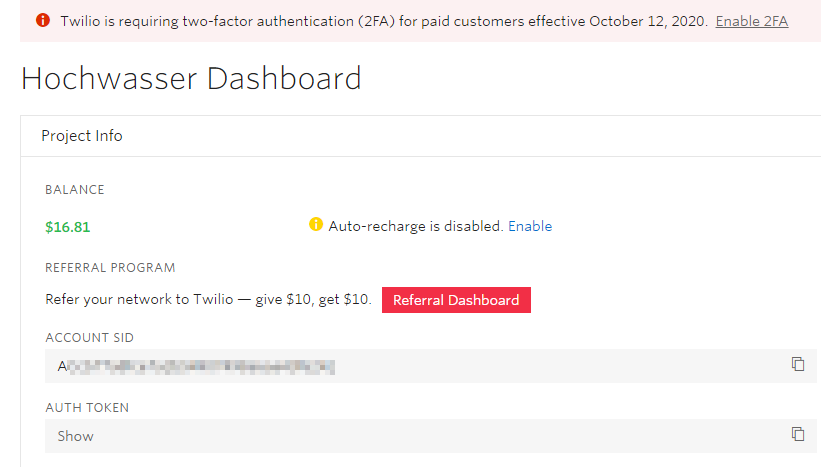 Twilio is requiring two-factor authentication (2FA) for paid customers effective October 12, 2020. Enable 2FA
Hochwasser Dashboard
Project Info
BALANCE
$16.81
Auto-recharge is disabled. Enable
REFERRAL PROGRAM
Refer your network to Twilio — give $10, get $10. Referral Dashboard
ACCOUNT SID
A
AUTH TOKEN
Show